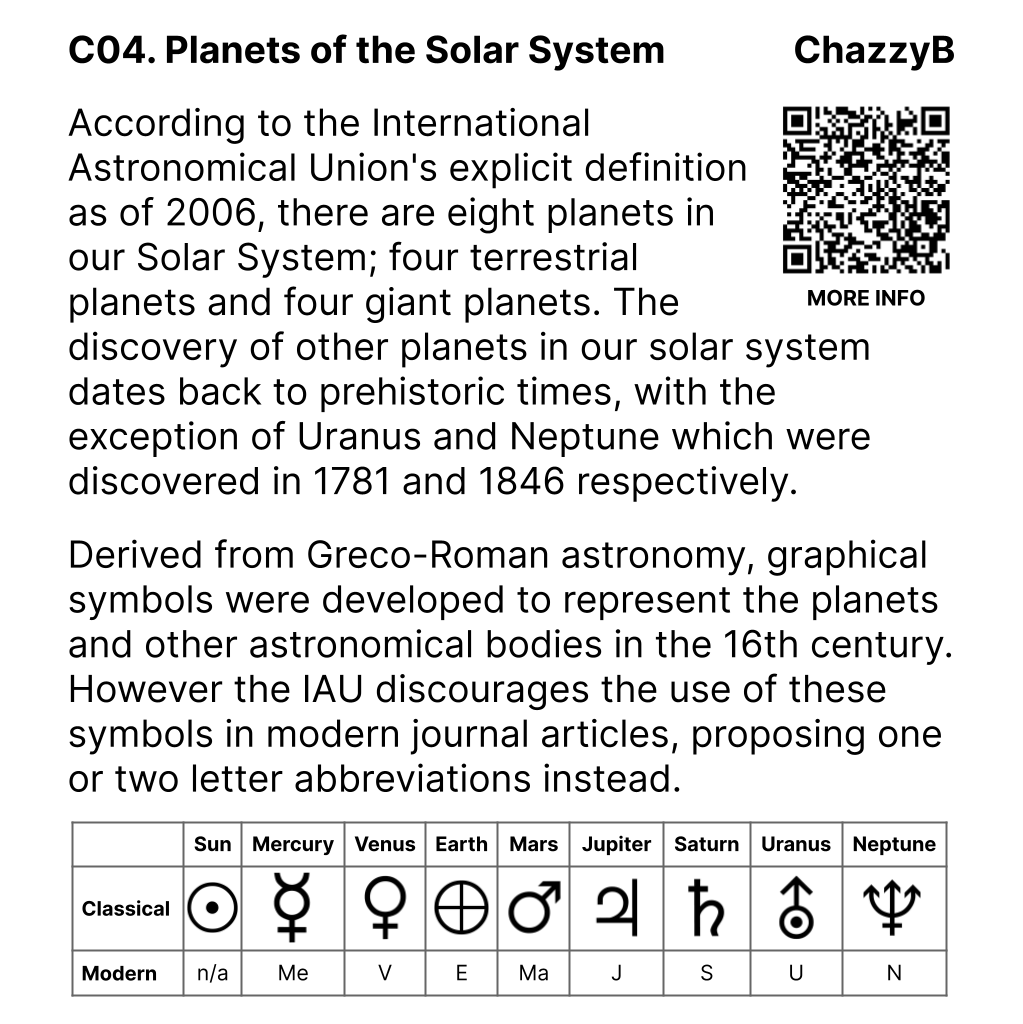 C04. Planets of the Solar System
ChazzyB
According to the International
Astronomical Union's explicit definition
as of 2006, there are eight planets in
our Solar System; four terrestrial
planets and four giant planets. The
discovery of other planets in our solar system
dates back to prehistoric times, with the
exception of Uranus and Neptune which were
discovered in 1781 and 1846 respectively.
MORE INFO
Derived from Greco-Roman astronomy, graphical
symbols were developed to represent the planets
and other astronomical bodies in the 16th century.
However the IAU discourages the use of these
symbols in modern journal articles, proposing one
or two letter abbreviations instead.
Sun Mercury Venus Earth Mars Jupiter Saturn Uranus Neptune
Classical ☉ ☿ ♀ 🜨 ♂ ♃ ♄ ⛢ ♆
Modern n/a Me V E Ma J S U N